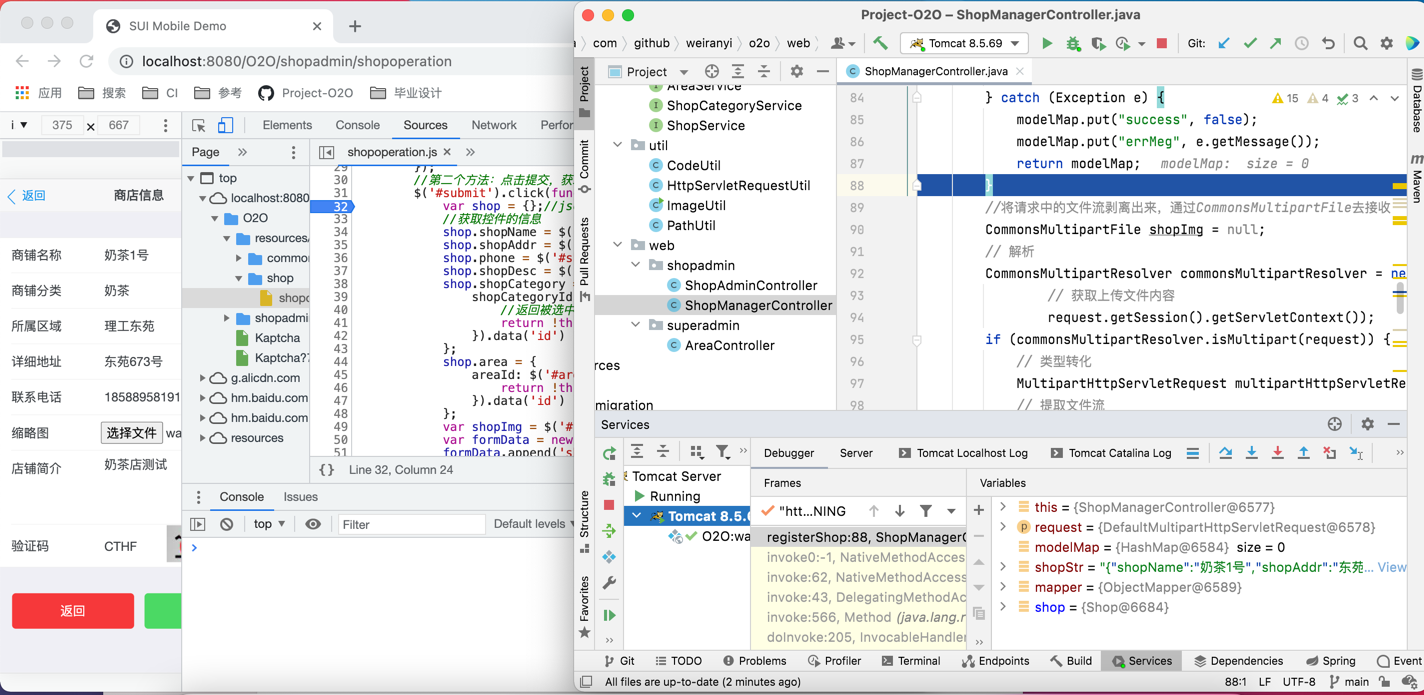 SUI Mobile Demo
localhost:8080/O2O/shopadmin/shopoperation
应用
搜索
CI
参考
Project-O2O
毕业设计
375
667
返回
商店信息
商铺名称 奶茶1号
商铺分类 奶茶
所属区域 理工东苑
详细地址 东苑673号
联系电话 18588958191
缩略图 选择文件 wa
店铺简介 奶茶店测试
验证码 CTHF
返回
Elements Console Sources Network Perfor
Page »
shopoperation.js × »
top
localhost:8080
O2O
resources/
commo
shop
shopo
shopadmi
Kaptcha
Kaptcha??
g.alicdn.com
hm.baidu.com
hm.baidu.com
resources
29 });
30 //第二个方法：点击提交，获
31 $('#submit').click(fun
32 var shop = {};//js
33 //获取控件的信息
34 shop.shopName = $(
35 shop.shopAddr = $(
36 shop.phone = $('#s
37 shop.shopDesc = $(
38 shop.shopCategory
39 shopCategoryId
40 //返回被选中
41 return !th
42 }).data('id')
43 };
44 shop.area = {
45 areaId: $('#are
46 return !th
47 }).data('id')
48 };
49 var shopImg = $('#
50 var formData = new
51 formData.append('s
{} Line 32, Column 24
Console Issues
top ▼ Filter Default levels
Project-O2O – ShopManagerController.java
com github weiranyi o2o web
Tomcat 8.5.69
Git:
Project
ShopManagerController.java
Project
Commit
Pull Requests
Structure
Favorites
Database
Maven
AreaService
ShopCategoryService
ShopService
util
CodeUtil
HttpServletRequestUtil
ImageUtil
PathUtil
web
shopadmin
ShopAdminController
ShopManagerController
superadmin
AreaController
rces
migration
15 4 3
84 } catch (Exception e) {
85 modelMap.put("success", false);
86 modelMap.put("errMeg", e.getMessage());
87 return modelMap; modelMap: size = 0
88 }
89 //将请求中的文件流剥离出来，通过CommonsMultipartFile去接收
90 CommonsMultipartFile shopImg = null;
91 // 解析
92 CommonsMultipartResolver commonsMultipartResolver = ne
93 // 获取上传文件内容
94 request.getSession().getServletContext());
95 if (commonsMultipartResolver.isMultipart(request)) {
96 // 类型转化
97 MultipartHttpServletRequest multipartHttpServletRe
98 // 提取文件流
Services
Debugger Server Tomcat Localhost Log Tomcat Catalina Log
Tomcat Server
Running
Tomcat 8.5.6
O2O:wa
Frames
"htt...NING
registerShop:88, ShopManagerC
invoke0:-1, NativeMethodAcces
invoke:62, NativeMethodAccess
invoke:43, DelegatingMethodAc
invoke:566, Method (java.lang.r
doInvoke:205, InvocableHandler
Variables
this = {ShopManagerController@6577}
request = {DefaultMultipartHttpServletRequest@6578}
modelMap = {HashMap@6584} size = 0
shopStr = "{"shopName":"奶茶1号","shopAddr":"东苑... View
mapper = {ObjectMapper@6589}
shop = {Shop@6684}
Git TODO Problems Profiler Terminal Endpoints Build Services Dependencies Spring Event
All files are up-to-date (2 minutes ago)
88:1 LF UTF-8 main